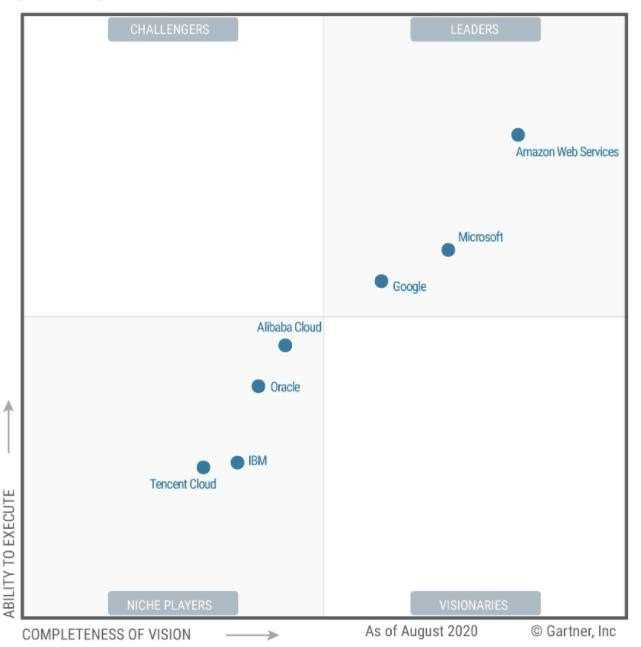 CHALLENGERS
LEADERS
Amazon Web Services
Microsoft
Google
Alibaba Cloud
Oracle
IBM
Tencent Cloud
ABILITY TO EXECUTE
NICHE PLAYERS
VISIONARIES
COMPLETENESS OF VISION
As of August 2020
© Gartner, Inc